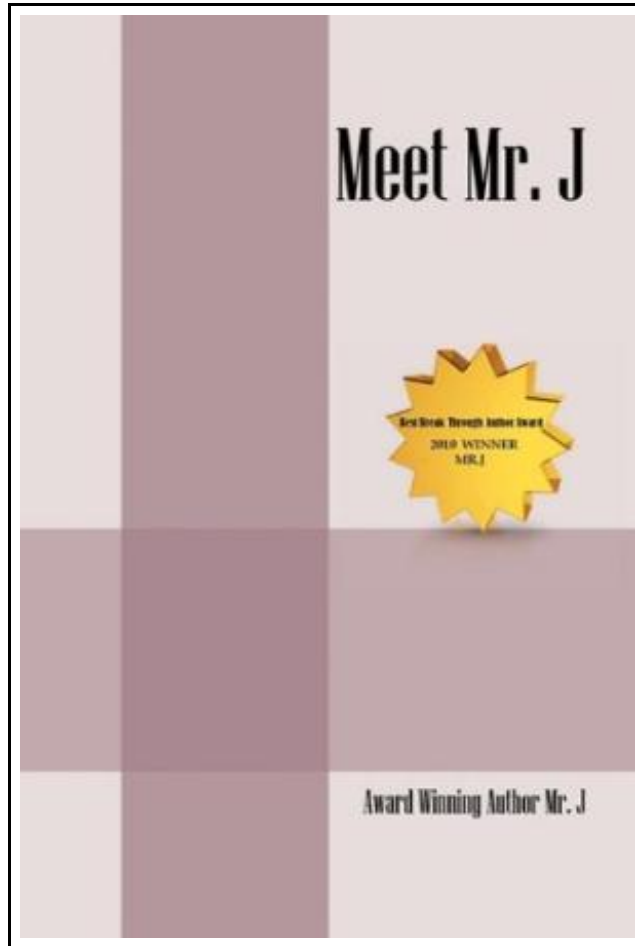 Meet Mr. J
Best Break Through Author Award
2010 WINNER
MR.J
Award Winning Author Mr. J